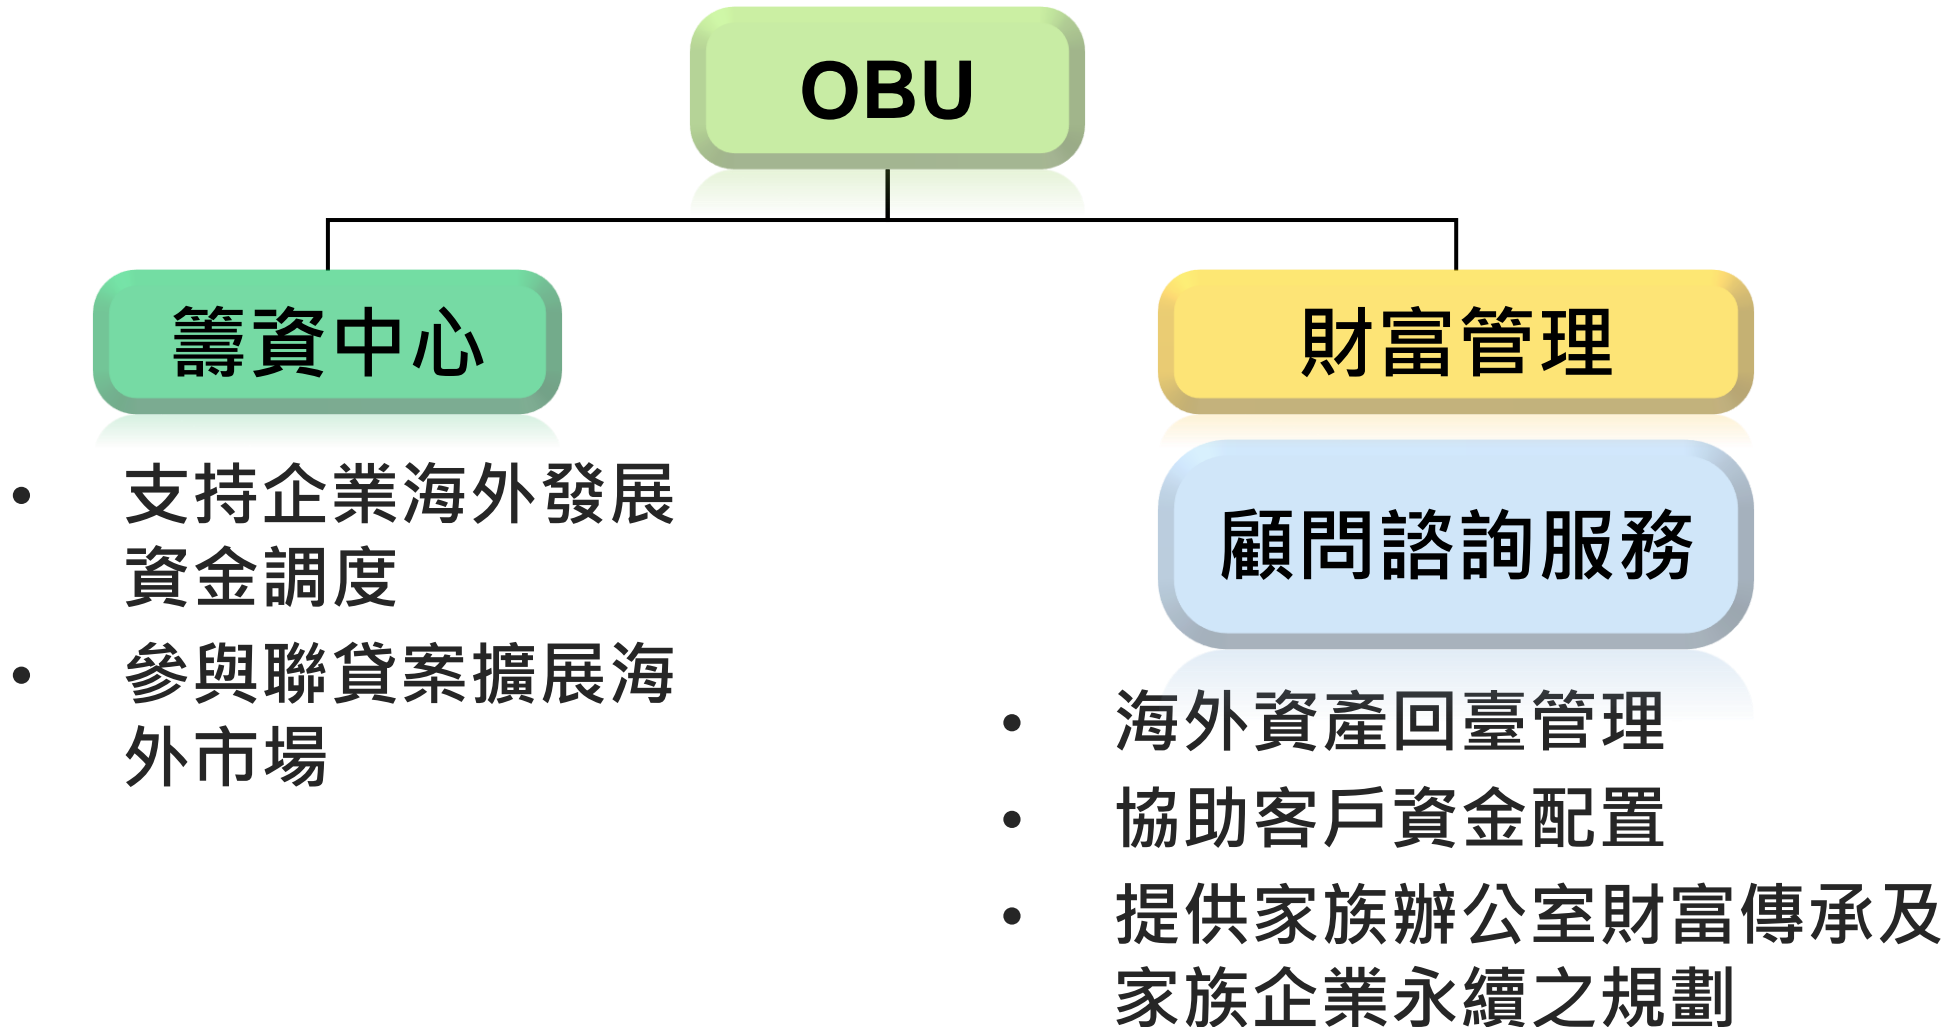 OBU
籌資中心
• 支持企業海外發展
資金調度
• 參與聯貸案擴展海
外市場
財富管理
顧問諮詢服務
• 海外資產回臺管理
• 協助客戶資金配置
• 提供家族辦公室財富傳承及
家族企業永續之規劃